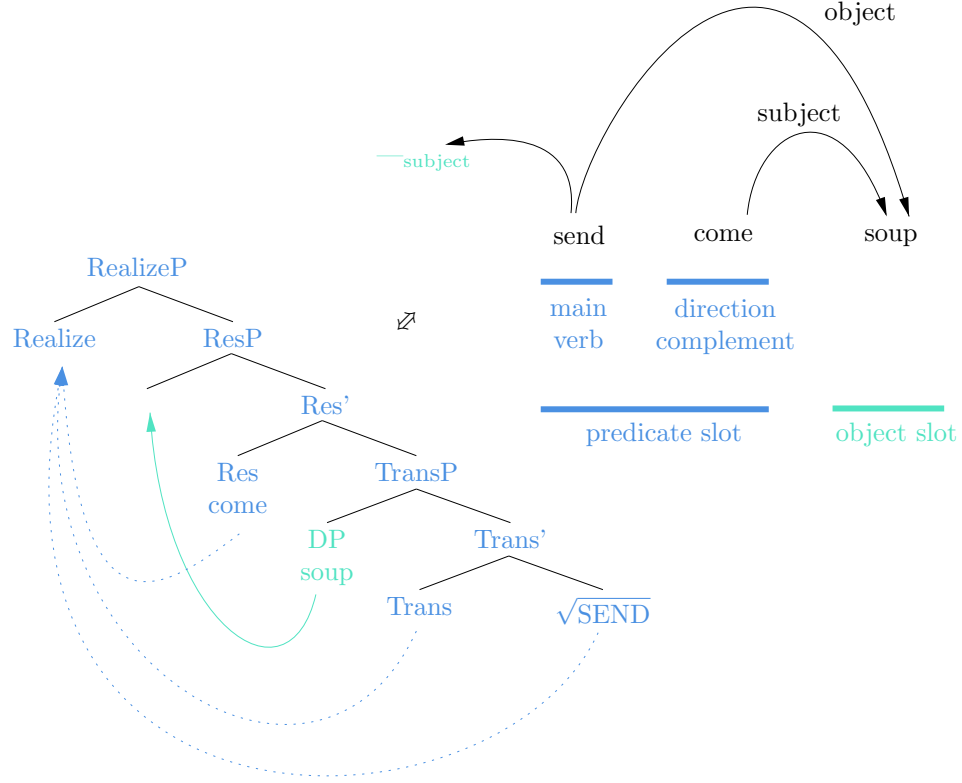 object
subject
—subject
send come soup
main verb
direction complement
predicate slot
object slot
RealizeP
Realize ResP
Res'
Res come
TransP
DP soup
Trans'
Trans
√SEND